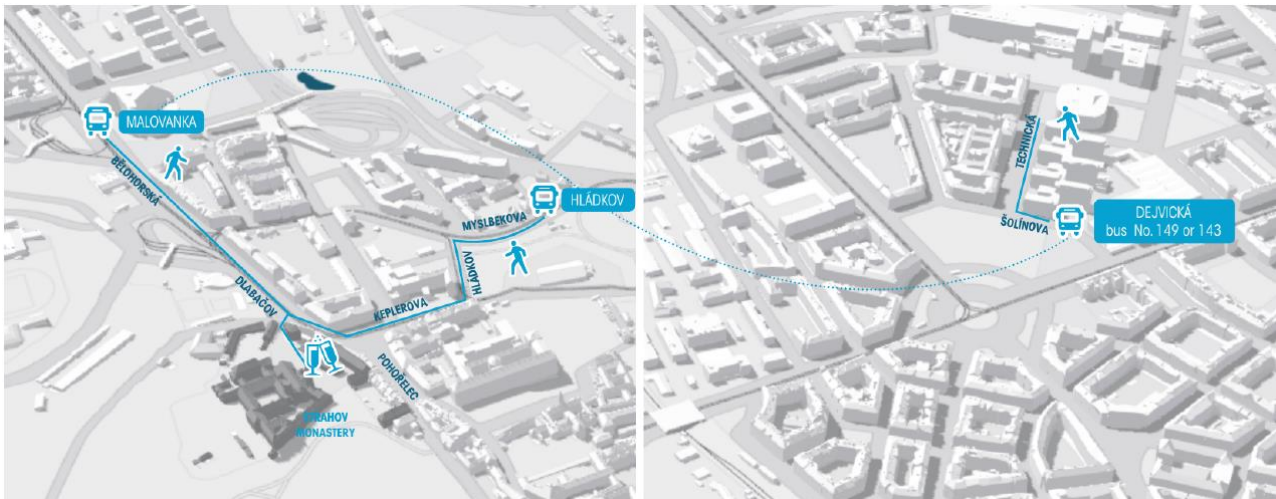 MALOVANKA
BĚLOHORSKÁ
HLÁDKOV
MYSLBEKOVA
HLÁDKOV
DLABAČOV
KEPLEROVA
POHOŘELEC
STRAHOV
MONASTERY
TECHNICKÁ
ŠOLÍNOVA
DEJVICKÁ
bus No. 149 or 143